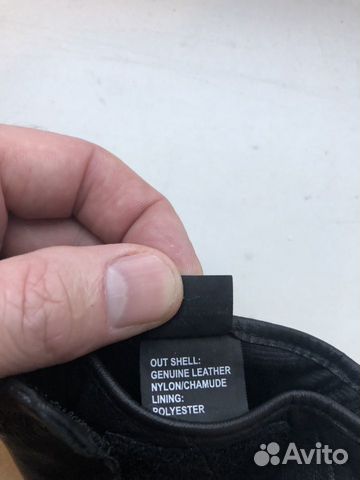 OUT SHELL:
GENUINE LEATHER
NYLON/CHAMUDE
LINING:
POLYESTER
Avito